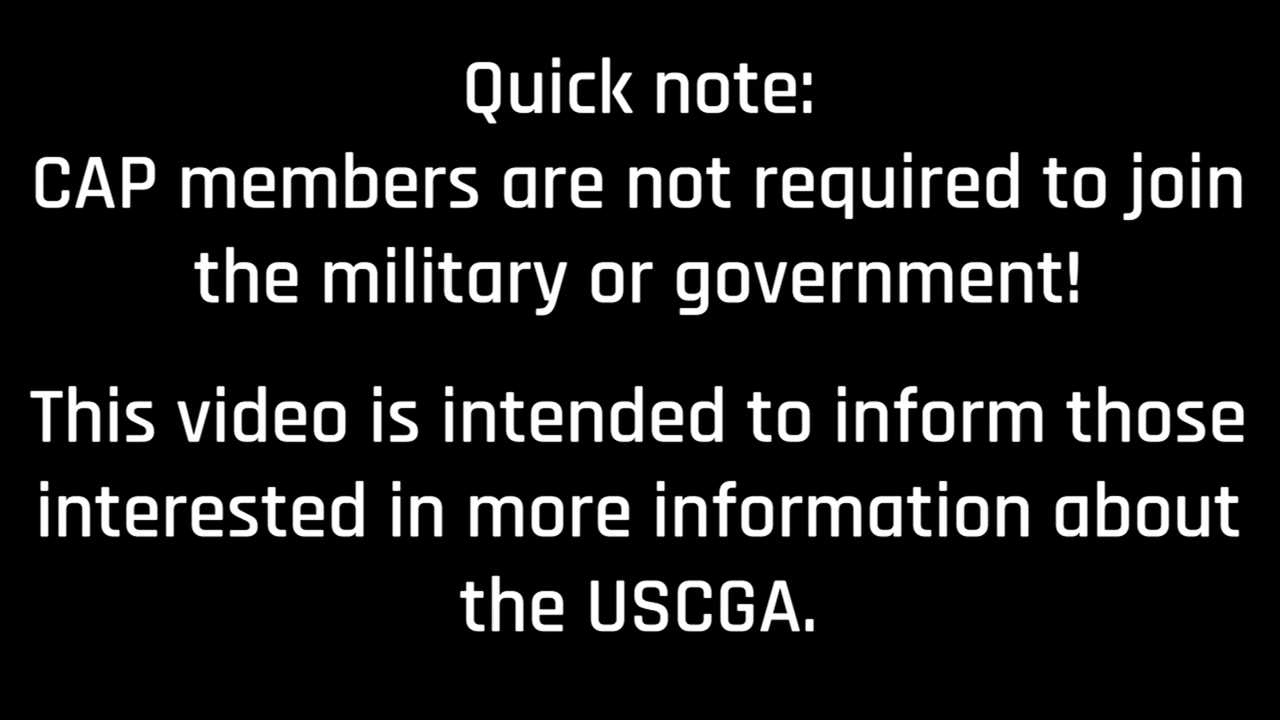 Quick note:
CAP members are not required to join
the military or government!
This video is intended to inform those
interested in more information about
the USCGA.